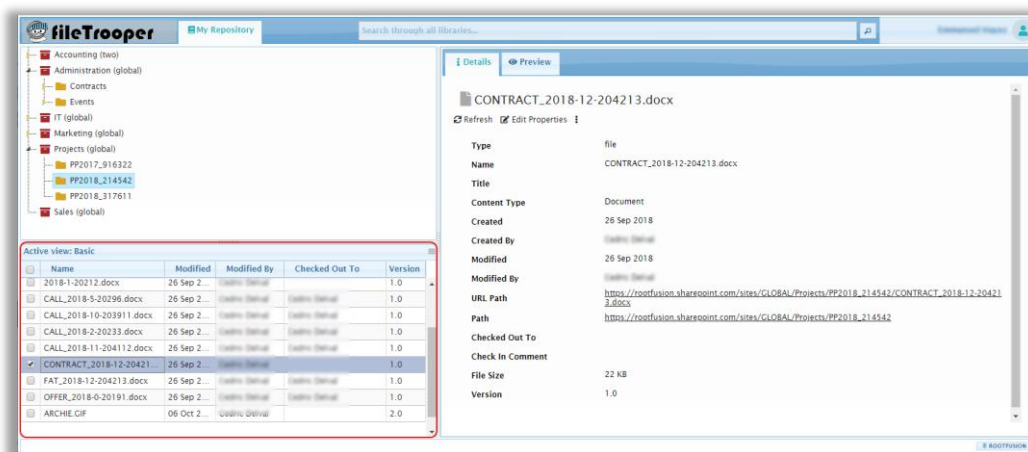 fileTrooper
My Repository
Search through all libraries...
Accounting (two)
Administration (global)
Contracts
Events
IT (global)
Marketing (global)
Projects (global)
PP2017_916322
PP2018_214542
PP2018_317611
Sales (global)
Active view: Basic
Name Modified Modified By Checked Out To Version
2018-1-20212.docx 26 Sep 2... 1.0
CALL_2018-5-20296.docx 26 Sep 2... 1.0
CALL_2018-10-203911.docx 26 Sep 2... 1.0
CALL_2018-2-20233.docx 26 Sep 2... 1.0
CALL_2018-11-204112.docx 26 Sep 2... 1.0
CONTRACT_2018-12-20421... 26 Sep 2... 1.0
FAT_2018-12-204213.docx 26 Sep 2... 1.0
OFFER_2018-0-20191.docx 26 Sep 2... 1.0
ARCHIE.GIF 06 Oct 2... 2.0
Details Preview
CONTRACT_2018-12-204213.docx
Refresh Edit Properties
Type file
Name CONTRACT_2018-12-204213.docx
Title
Content Type Document
Created 26 Sep 2018
Created By
Modified 26 Sep 2018
Modified By
URL Path https://rootfusion.sharepoint.com/sites/GLOBAL/Projects/PP2018_214542/CONTRACT_2018-12-20421
3.docx
Path https://rootfusion.sharepoint.com/sites/GLOBAL/Projects/PP2018_214542
Checked Out To
Check In Comment
File Size 22 KB
Version 1.0
ROOTFUSION